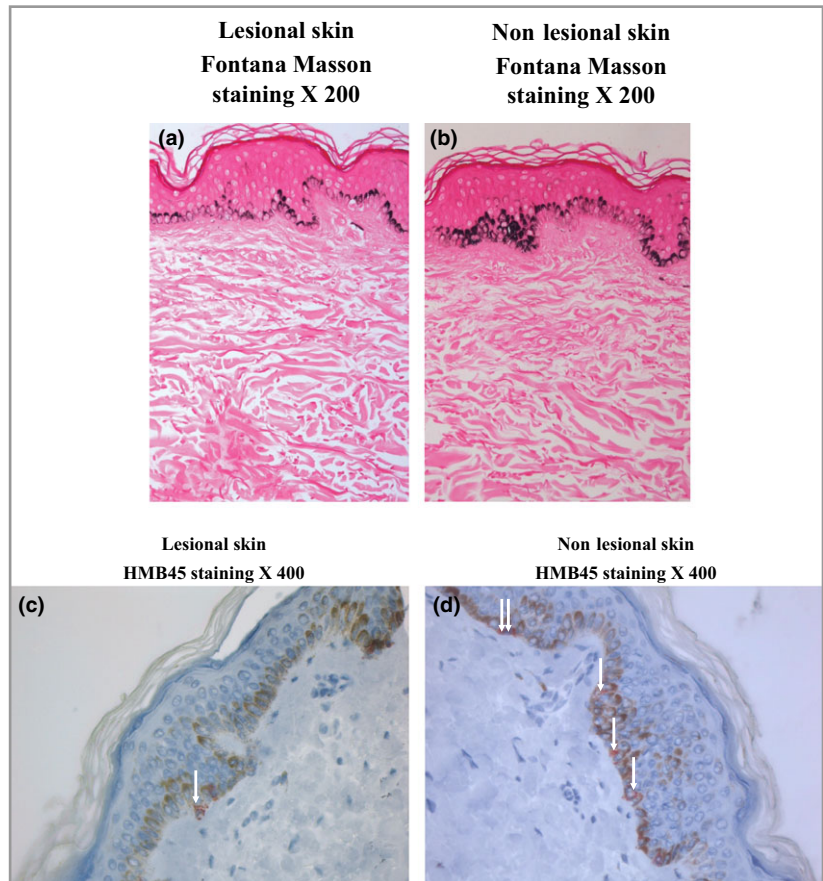 Lesional skin
Fontana Masson
staining X 200
Non lesional skin
Fontana Masson
staining X 200
(a)
(b)
Lesional skin
HMB45 staining X 400
Non lesional skin
HMB45 staining X 400
(c)
(d)